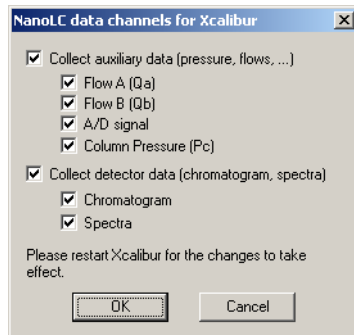 NanoLC data channels for Xcalibur
Collect auxiliary data (pressure, flows, ...)
Flow A (Qa)
Flow B (Qb)
A/D signal
Column Pressure (Pc)
Collect detector data (chromatogram, spectra)
Chromatogram
Spectra
Please restart Xcalibur for the changes to take
effect.
OK
Cancel